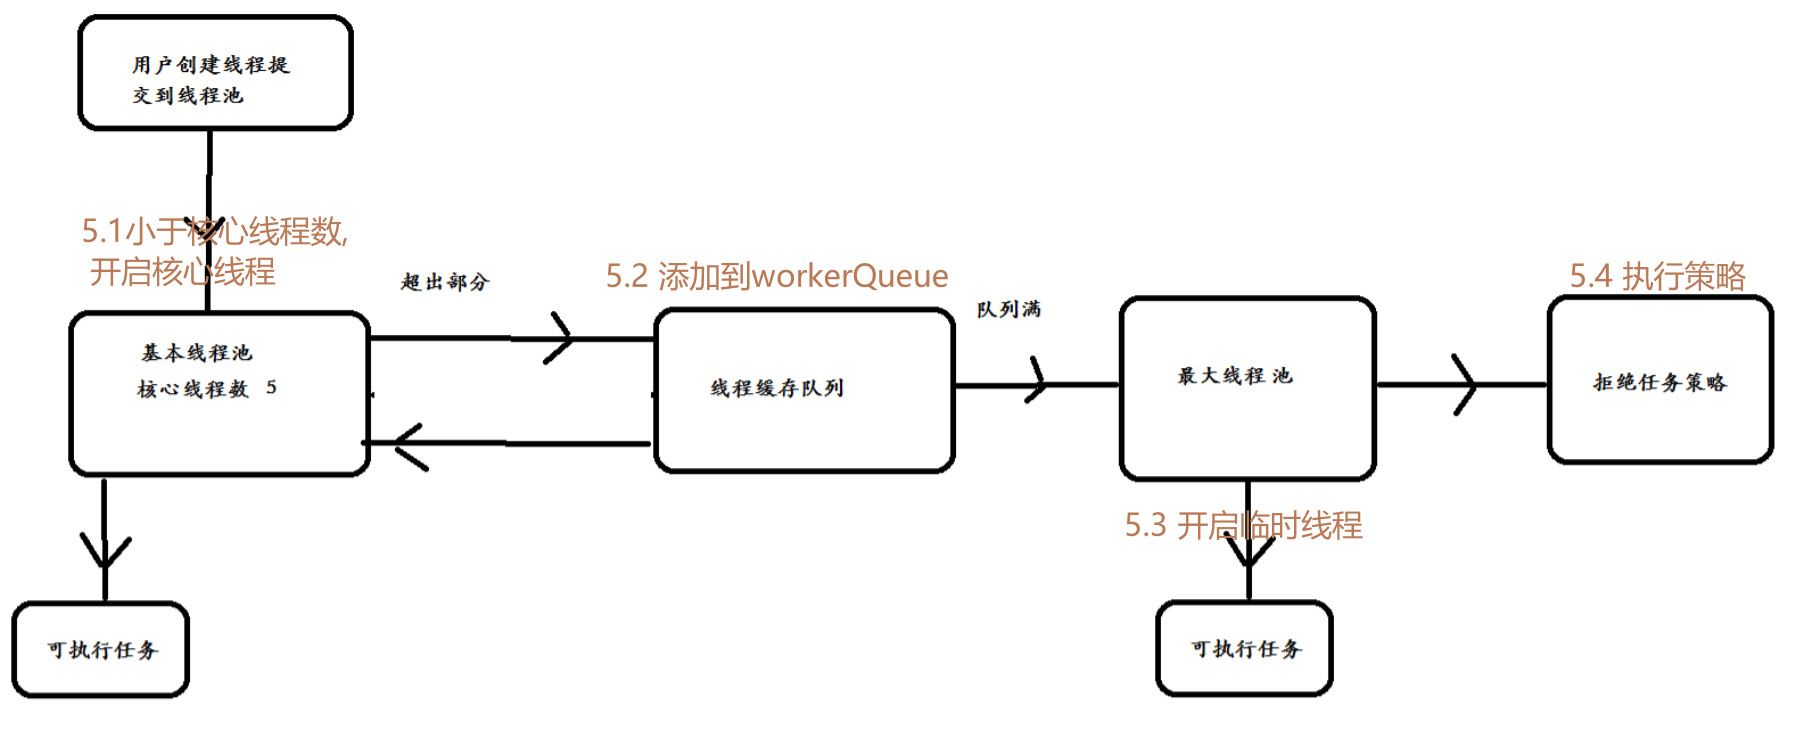 用户创建线程提
交到线程池
5.1小于核心线程数,
开启核心线程
超出部分
5.2 添加到workerQueue
队列满
5.4 执行策略
基本线程池
核心线程数 5
线程缓存队列
最大线程池
拒绝任务策略
5.3 开启临时线程
可执行任务
可执行任务